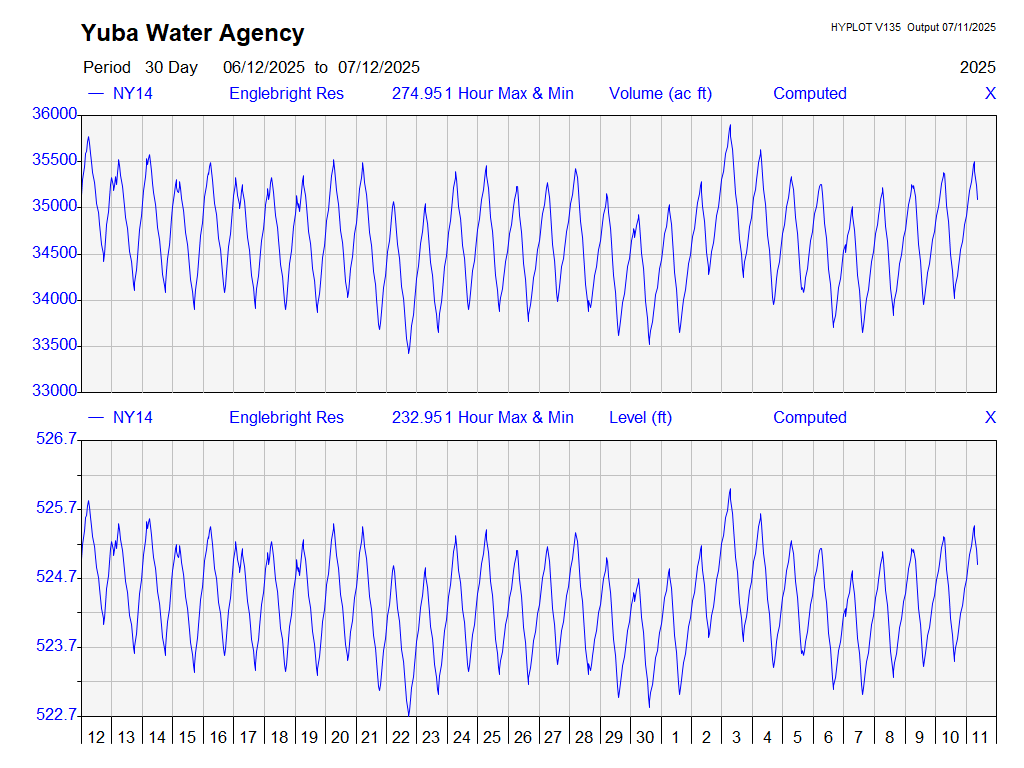 Yuba Water Agency
HYPLOT V135 Output 07/11/2025
Period 30 Day 06/12/2025 to 07/12/2025 2025
— NY14 Englebright Res 274.951 Hour Max & Min Volume (ac ft) Computed X
36000
35500
35000
34500
34000
33500
33000
— NY14 Englebright Res 232.951 Hour Max & Min Level (ft) Computed X
526.7
525.7
524.7
523.7
522.7
12 13 14 15 16 17 18 19 20 21 22 23 24 25 26 27 28 29 30 1 2 3 4 5 6 7 8 9 10 11